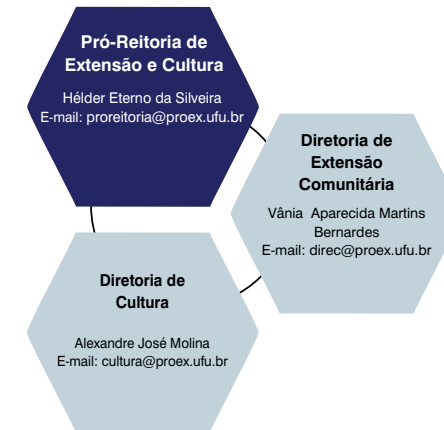 Pró-Reitoria de
Extensão e Cultura
Hélder Eterno da Silveira
E-mail: proreitoria@proex.ufu.br
Diretoria de
Extensão
Comunitária
Vânia Aparecida Martins
Bernardes
E-mail: direc@proex.ufu.br
Diretoria de
Cultura
Alexandre José Molina
E-mail: cultura@proex.ufu.br